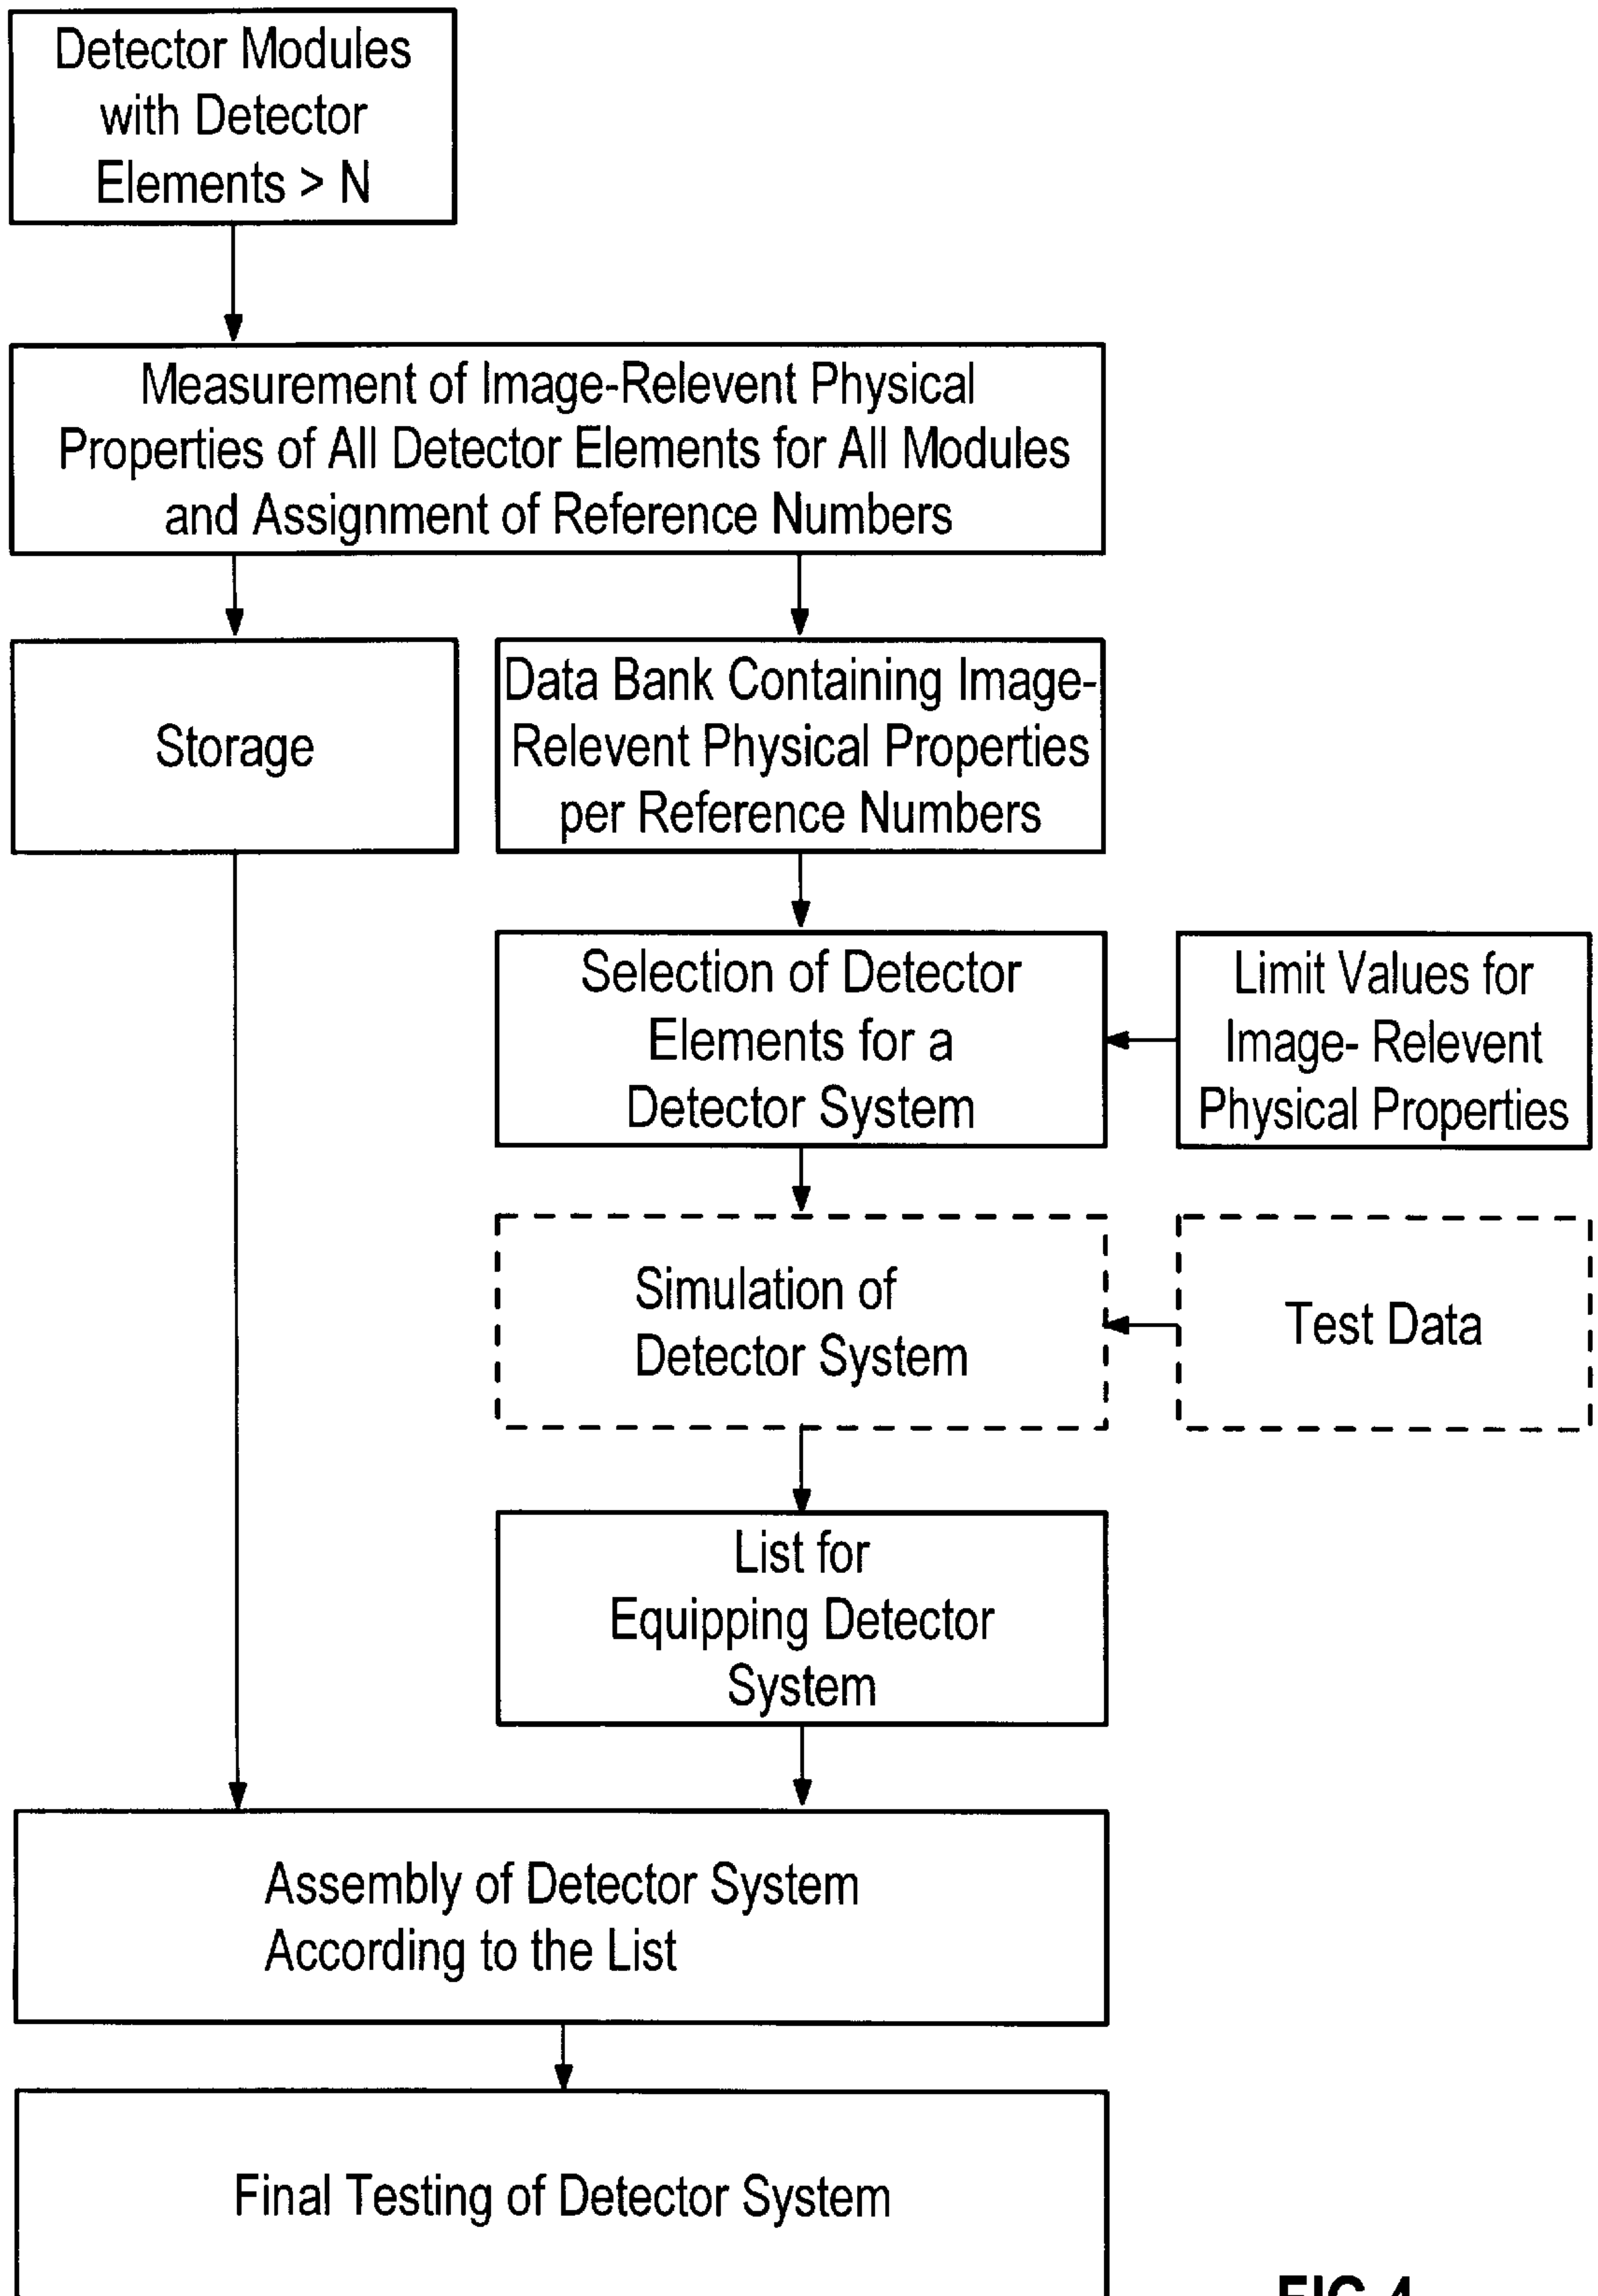 Detector Modules
with Detector
Elements > N
Measurement of Image-Relevent Physical
Properties of All Detector Elements for All Modules
and Assignment of Reference Numbers
Storage
Data Bank Containing Image-
Relevent Physical Properties
per Reference Numbers
Selection of Detector
Elements for a
Detector System
Limit Values for
Image- Relevent
Physical Properties
Simulation of
Detector System
Test Data
List for
Equipping Detector
System
Assembly of Detector System
According to the List
Final Testing of Detector System
FIG 4